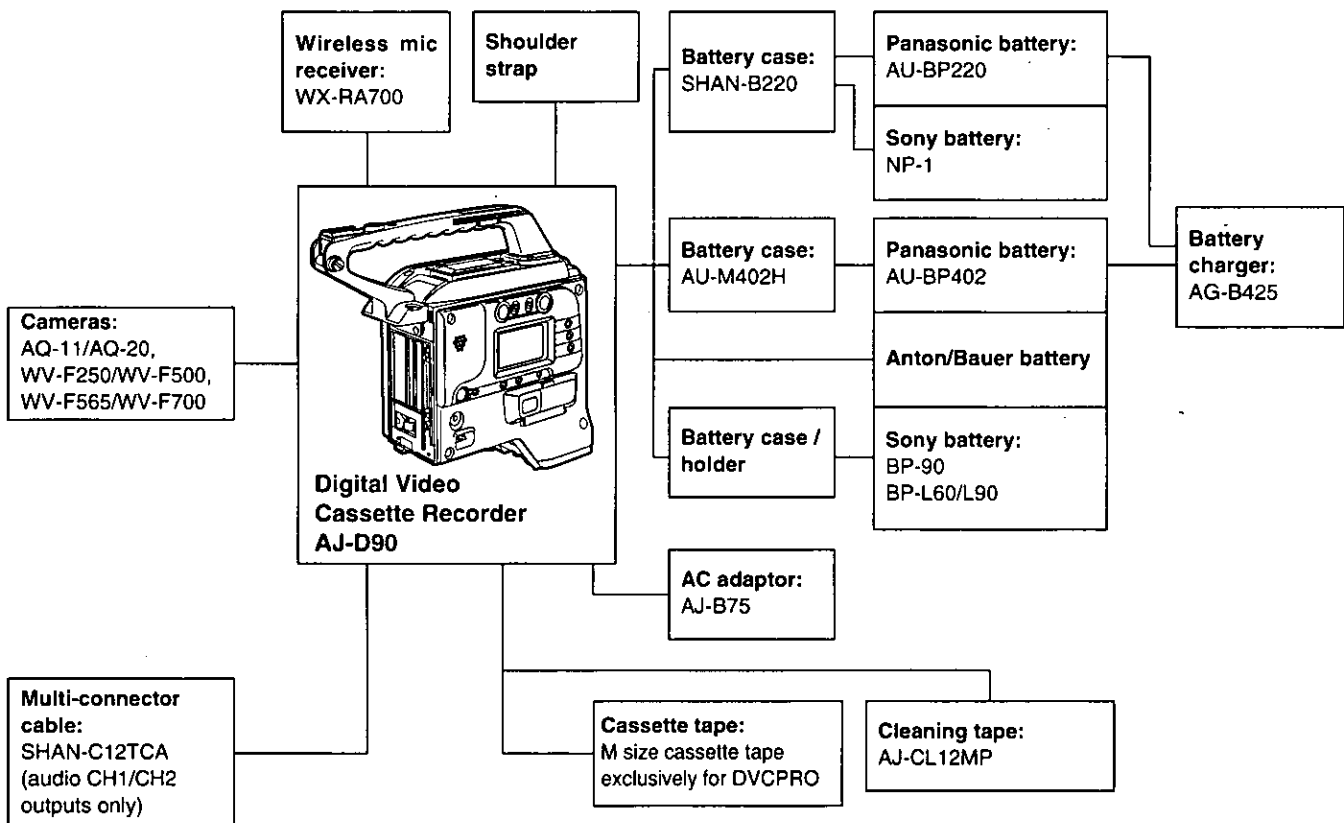 Wireless mic
receiver:
WX-RA700
Shoulder
strap
Battery case:
SHAN-B220
Panasonic battery:
AU-BP220
Sony battery:
NP-1
Battery case:
AU-M402H
Panasonic battery:
AU-BP402
Battery
charger:
AG-B425
Anton/Bauer battery
Cameras:
AQ-11/AQ-20,
WV-F250/WV-F500,
WV-F565/WV-F700
Battery case /
holder
Sony battery:
BP-90
BP-L60/L90
Digital Video
Cassette Recorder
AJ-D90
AC adaptor:
AJ-B75
Multi-connector
cable:
SHAN-C12TCA
(audio CH1/CH2
outputs only)
Cassette tape:
M size cassette tape
exclusively for DVCPRO
Cleaning tape:
AJ-CL12MP